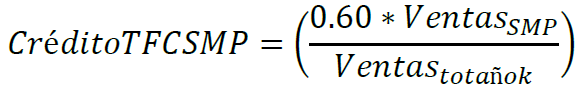 CréditoTFCSMP = (0.60 * Ventas_SMP / Ventas_totañok)